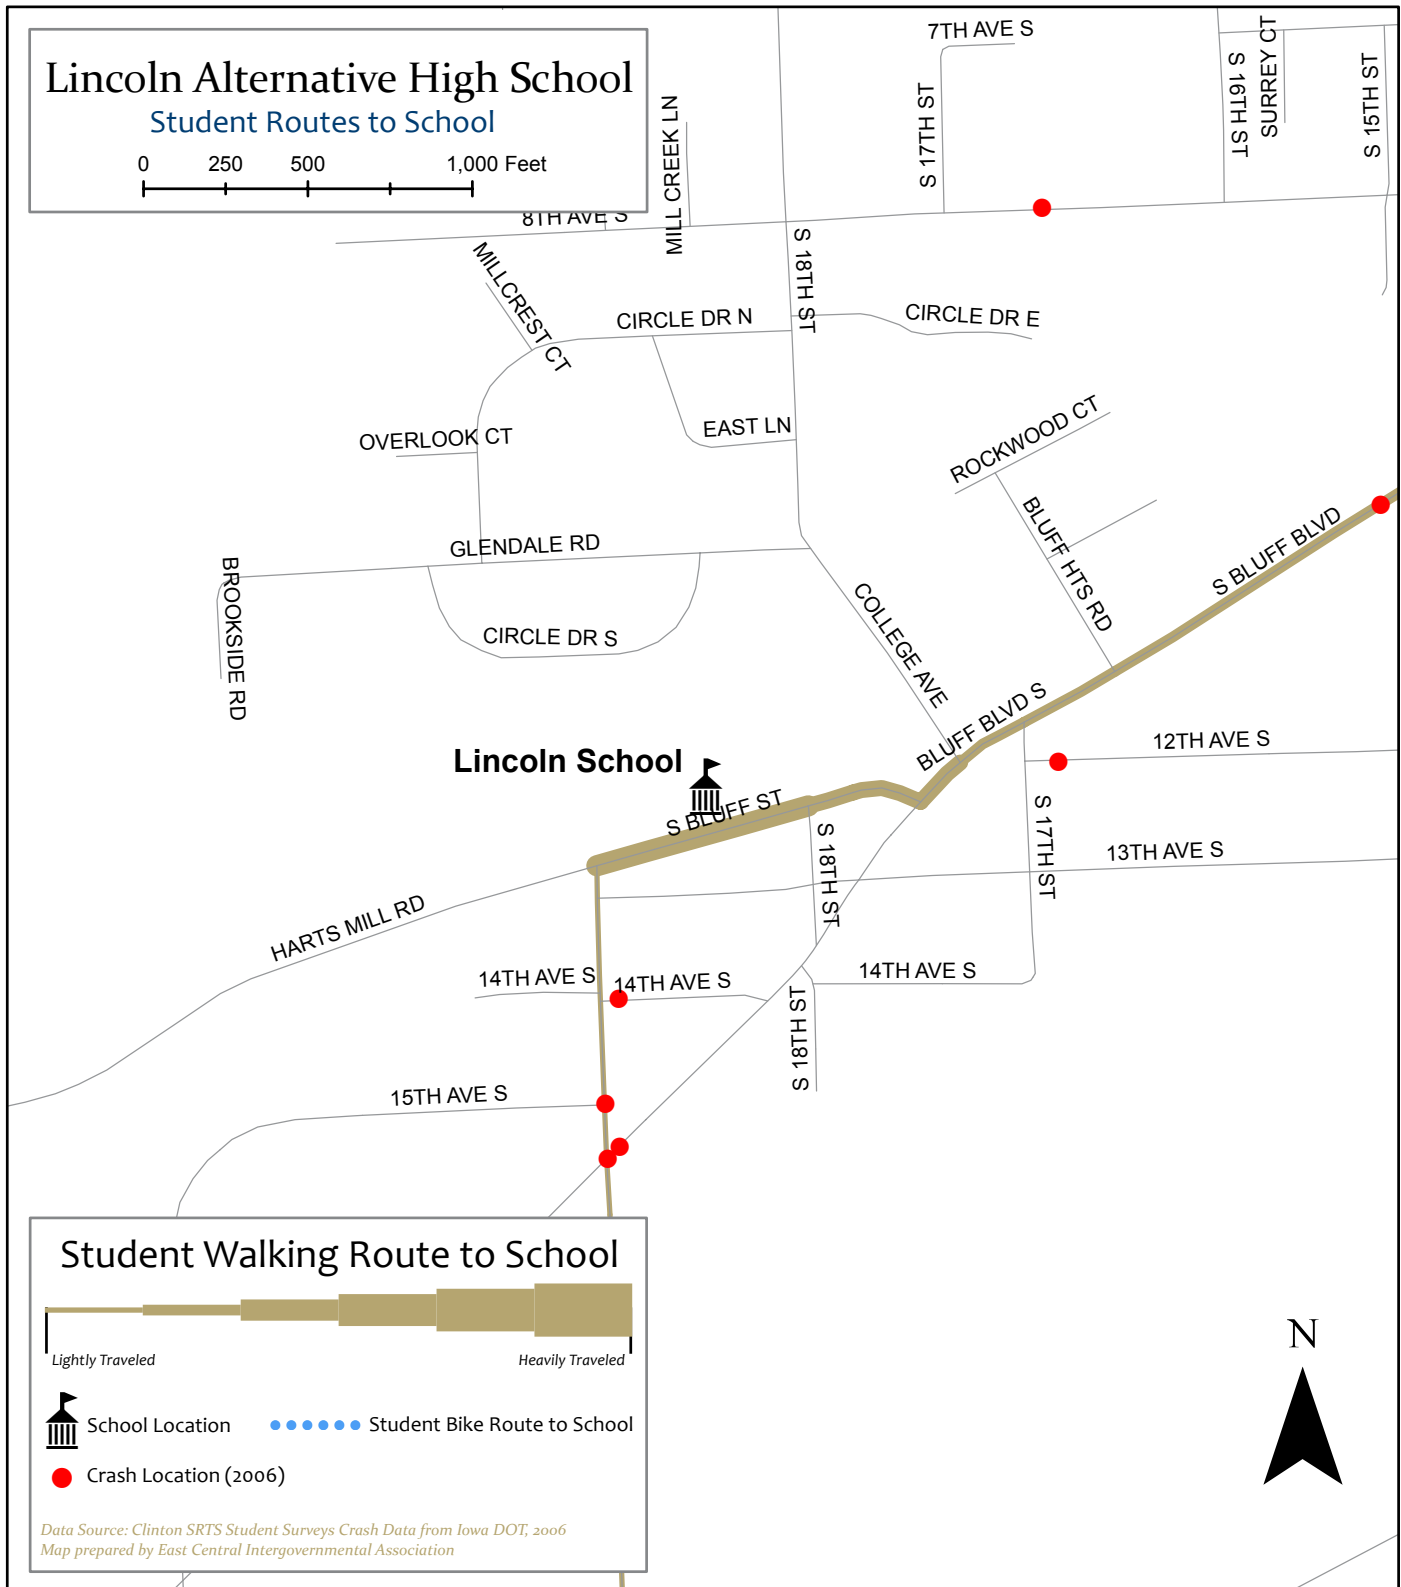 Lincoln Alternative High School
Student Routes to School
0 250 500 1,000 Feet
7TH AVE S
S 17TH ST
S 16TH ST
SURREY CT
S 15TH ST
MILL CREEK LN
8TH AVE S
MILLCREST CT
S 18TH ST
CIRCLE DR N
CIRCLE DR E
OVERLOOK CT
EAST LN
ROCKWOOD CT
BLUFF HTS RD
S BLUFF BLVD
GLENDALE RD
BROOKSIDE RD
CIRCLE DR S
COLLEGE AVE
BLUFF BLVD S
12TH AVE S
Lincoln School
S BLUFF ST
S 18TH ST
S 17TH ST
13TH AVE S
HARTS MILL RD
14TH AVE S
14TH AVE S
14TH AVE S
S 18TH ST
15TH AVE S
Student Walking Route to School
Lightly Traveled
Heavily Traveled
School Location
Student Bike Route to School
Crash Location (2006)
Data Source: Clinton SRTS Student Surveys Crash Data from Iowa DOT, 2006
Map prepared by East Central Intergovernmental Association
N